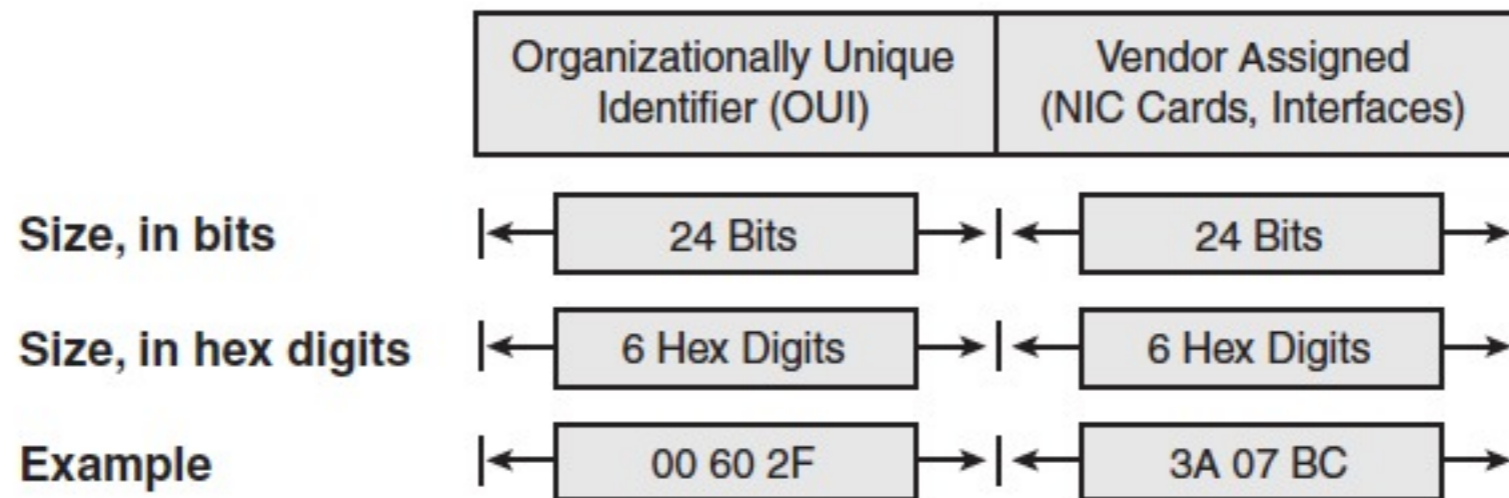 Organizationally Unique
Identifier (OUI)
Vendor Assigned
(NIC Cards, Interfaces)
Size, in bits
24 Bits
24 Bits
Size, in hex digits
6 Hex Digits
6 Hex Digits
Example
00 60 2F
3A 07 BC